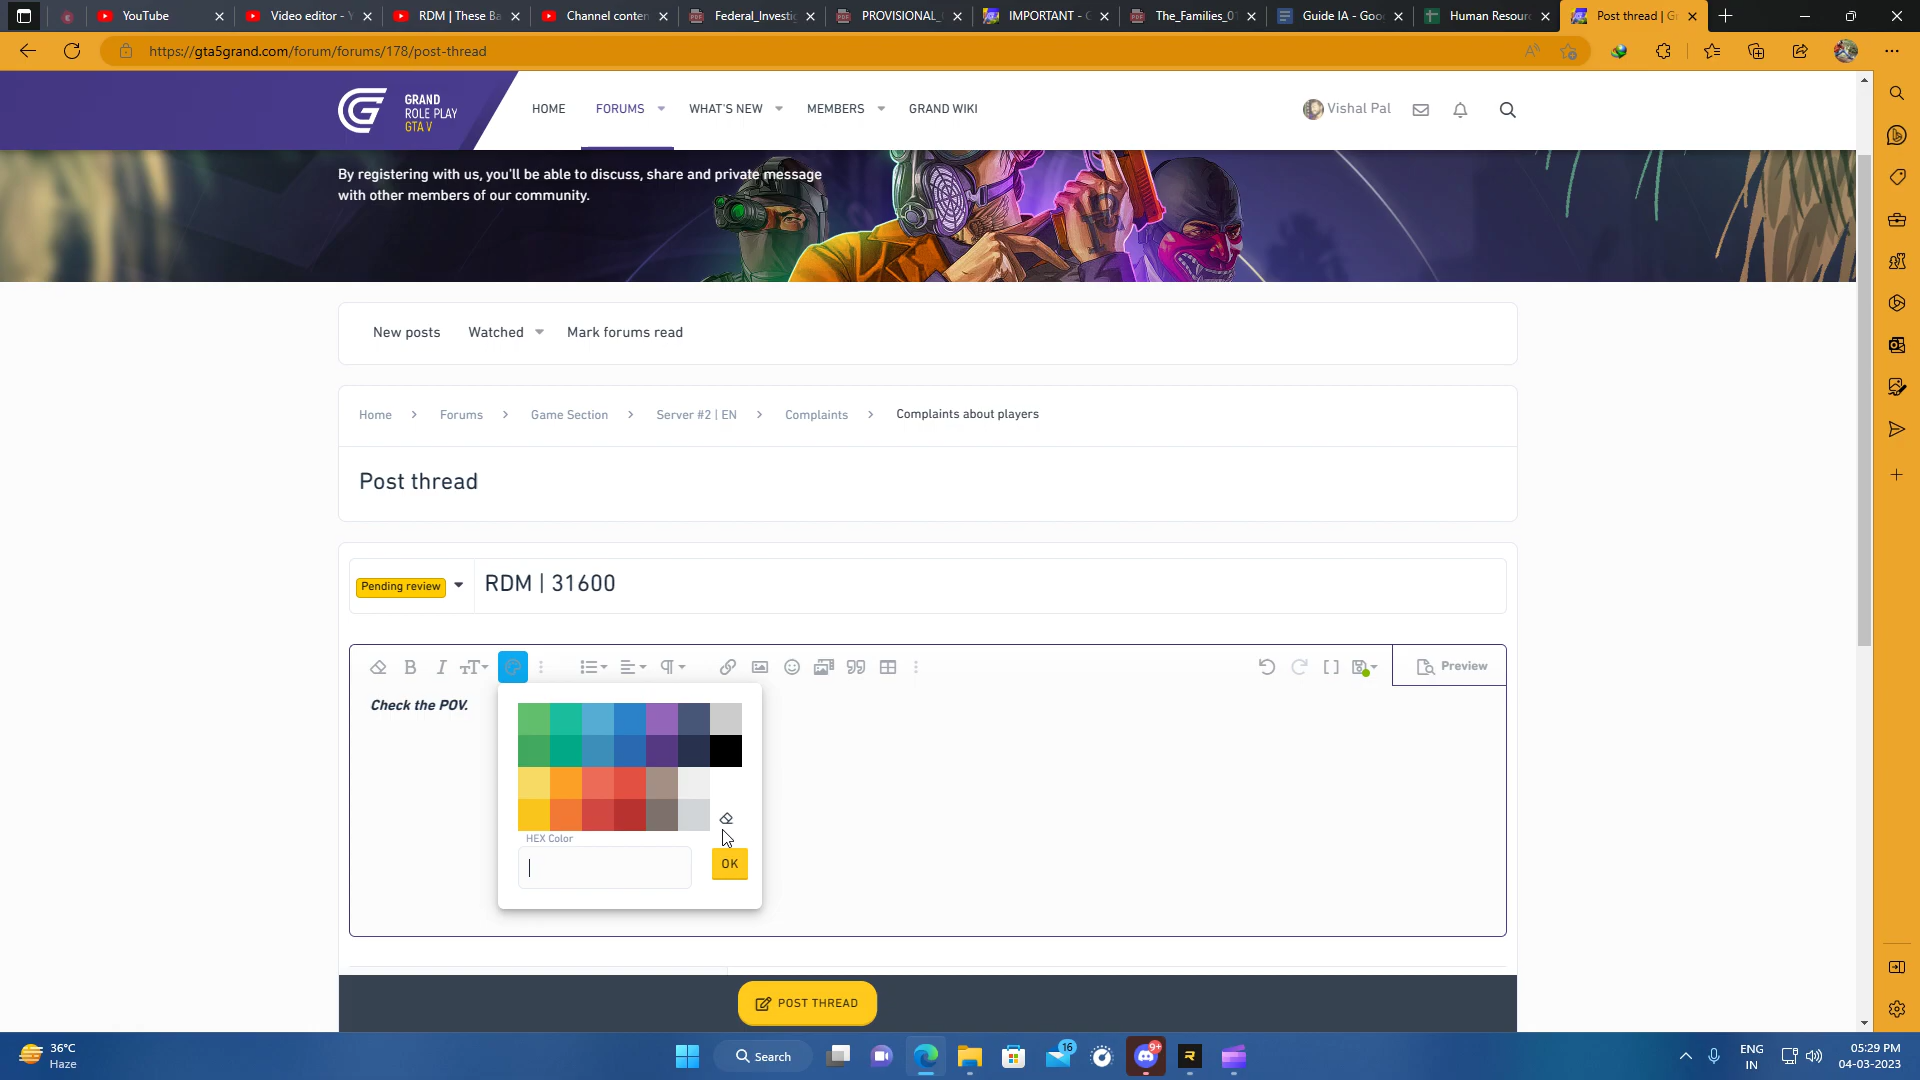 YouTube
Video editor - Y
RDM | These Ba
Channel conten
Federal_Investig
PROVISIONAL_
IMPORTANT - G
The_Families_01
Guide IA - Goo
Human Resourc
Post thread | G
https://gta5grand.com/forum/forums/178/post-thread
GRAND
ROLE PLAY
GTA V
HOME
FORUMS
WHAT'S NEW
MEMBERS
GRAND WIKI
Vishal Pal
By registering with us, you'll be able to discuss, share and private message
with other members of our community.
New posts
Watched
Mark forums read
Home
Forums
Game Section
Server #2 | EN
Complaints
Complaints about players
Post thread
Pending review
RDM | 31600
Preview
Check the POV.
HEX Color
OK
POST THREAD
36°C
Haze
Search
16
9+
ENG
IN
05:29 PM
04-03-2023